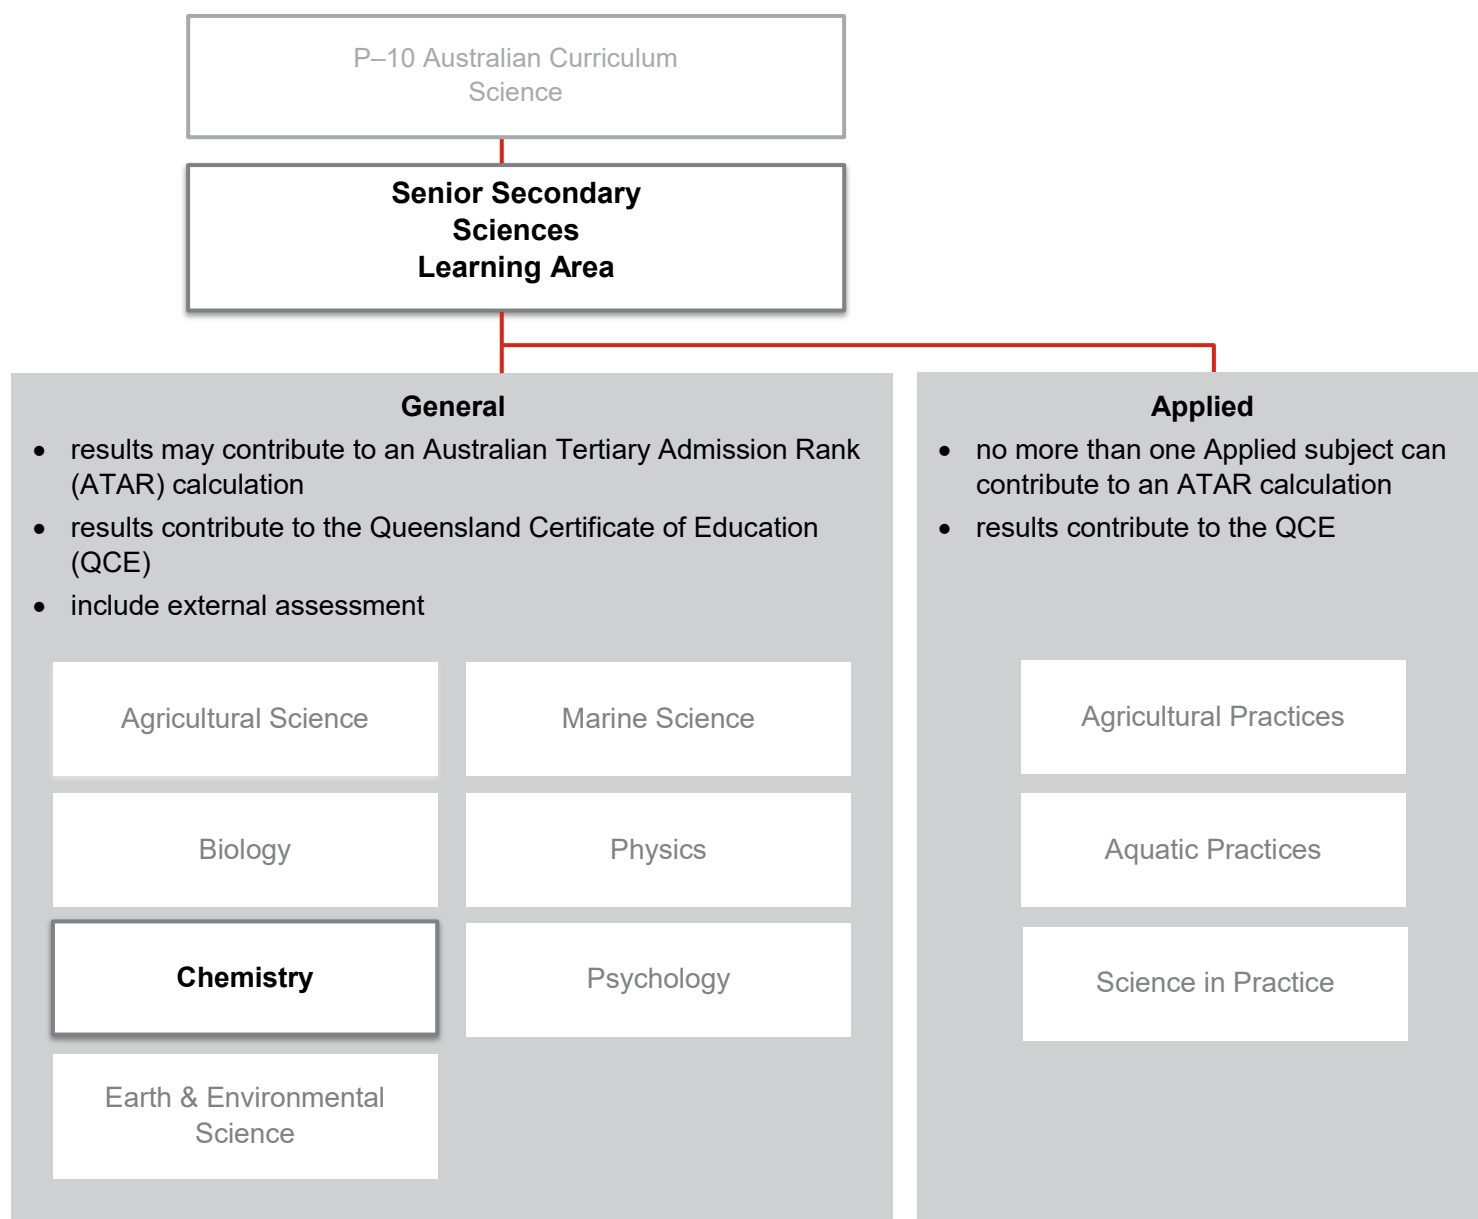 P–10 Australian Curriculum
Science
Senior Secondary
Sciences
Learning Area
General
• results may contribute to an Australian Tertiary Admission Rank
(ATAR) calculation
• results contribute to the Queensland Certificate of Education
(QCE)
• include external assessment
Agricultural Science
Marine Science
Biology
Physics
Chemistry
Psychology
Earth & Environmental
Science
Applied
• no more than one Applied subject can
contribute to an ATAR calculation
• results contribute to the QCE
Agricultural Practices
Aquatic Practices
Science in Practice